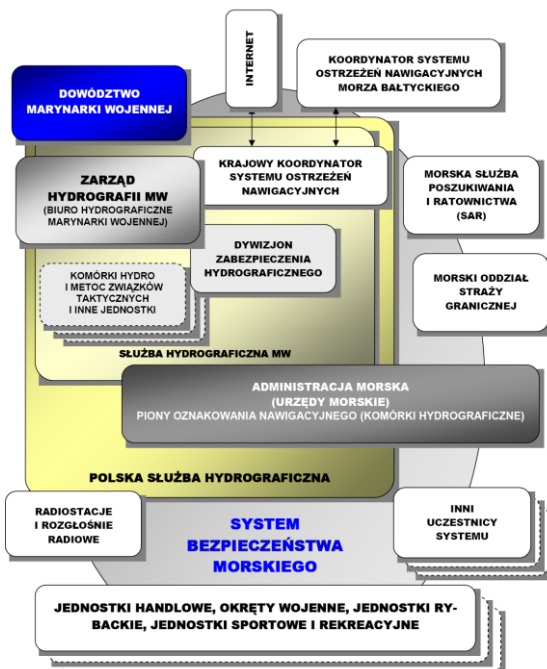 INTERNET
KOORDYNATOR SYSTEMU
OSTRZEŻEŃ NAWIGACYJNYCH
MORZA BAŁTYCKIEGO
DOWÓDZTWO
MARYNARKI WOJENNEJ
KRAJOWY KOORDYNATOR
SYSTEMU OSTRZEŻEŃ
NAWIGACYJNYCH
ZARZĄD
HYDROGRAFII MW
(BIURO HYDROGRAFICZNE
MARYNARKI WOJENNEJ)
MORSKA SŁUŻBA
POSZUKIWANIA
I RATOWNICTWA
(SAR)
DYWIZJON
ZABEZPIECZENIA
HYDROGRAFICZNEGO
KOMÓRKI HYDRO
I METOC ZWIĄZKÓW
TAKTYCZNYCH
I INNE JEDNOSTKI
MORSKI ODDZIAŁ
STRAŻY
GRANICZNEJ
SŁUŻBA HYDROGRAFICZNA MW
ADMINISTRACJA MORSKA
(URZĘDY MORSKIE)
PIONY OZNAKOWANIA NAWIGACYJNEGO (KOMÓRKI HYDROGRAFICZNE)
POLSKA SŁUŻBA HYDROGRAFICZNA
RADIOSTACJE
I ROZGŁOŚNIE
RADIOWE
SYSTEM
BEZPIECZEŃSTWA
MORSKIEGO
INNI
UCZESTNICY
SYSTEMU
JEDNOSTKI HANDLOWE, OKRĘTY WOJENNE, JEDNOSTKI RY-
BACKIE, JEDNOSTKI SPORTOWE I REKREACYJNE